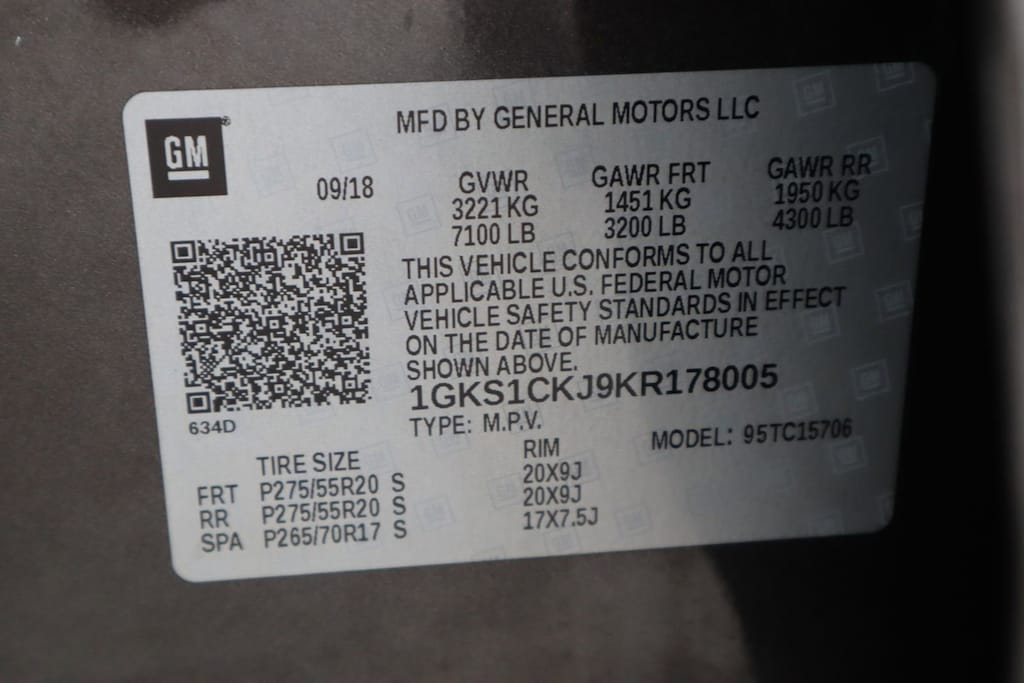 MFD BY GENERAL MOTORS LLC
GM®
09/18
GVWR GAWR FRT GAWR RR
3221 KG 1451 KG 1950 KG
7100 LB 3200 LB 4300 LB
THIS VEHICLE CONFORMS TO ALL
APPLICABLE U.S. FEDERAL MOTOR
VEHICLE SAFETY STANDARDS IN EFFECT
ON THE DATE OF MANUFACTURE
SHOWN ABOVE.
1GKS1CKJ9KR178005
634D
TYPE: M.P.V. MODEL: 95TC15706
TIRE SIZE RIM
FRT P275/55R20 S 20X9J
RR P275/55R20 S 20X9J
SPA P265/70R17 S 17X7.5J